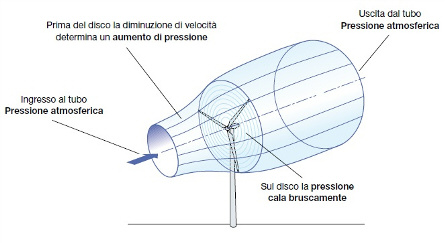 Prima del disco la diminuzione di velocità
determina un aumento di pressione
Uscita dal tubo
Pressione atmosferica
Ingresso al tubo
Pressione atmosferica
Sul disco la pressione
cala bruscamente